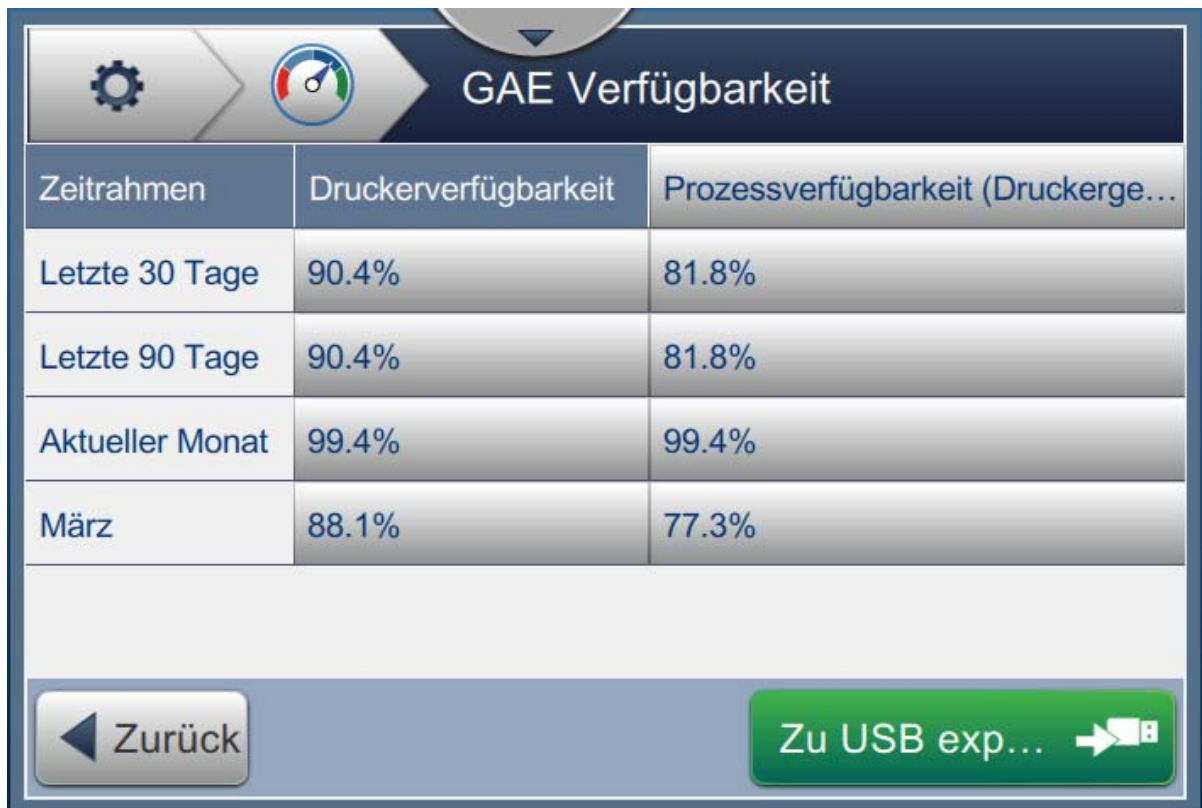 GAE Verfügbarkeit
Zeitrahmen Druckerverfügbarkeit Prozessverfügbarkeit (Druckerge…
Letzte 30 Tage 90.4% 81.8%
Letzte 90 Tage 90.4% 81.8%
Aktueller Monat 99.4% 99.4%
März 88.1% 77.3%
Zurück Zu USB exp…